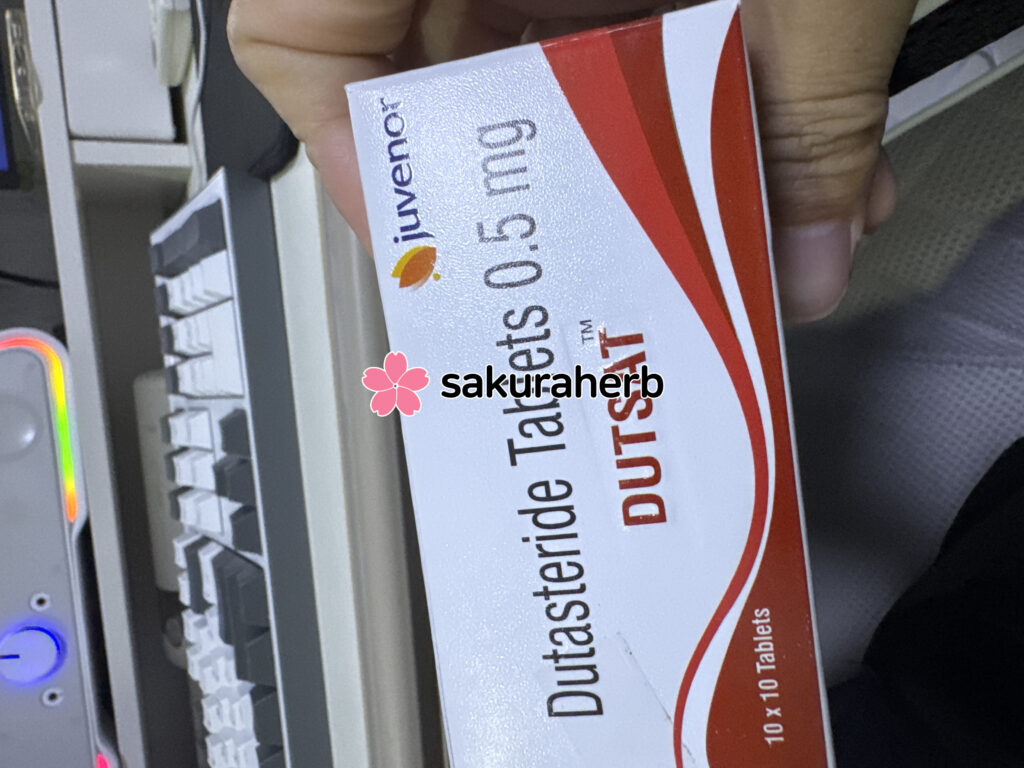 juvenor
Dutasteride Tablets 0.5 mg
DUTSAT™
10 x 10 Tablets
sakuraherb